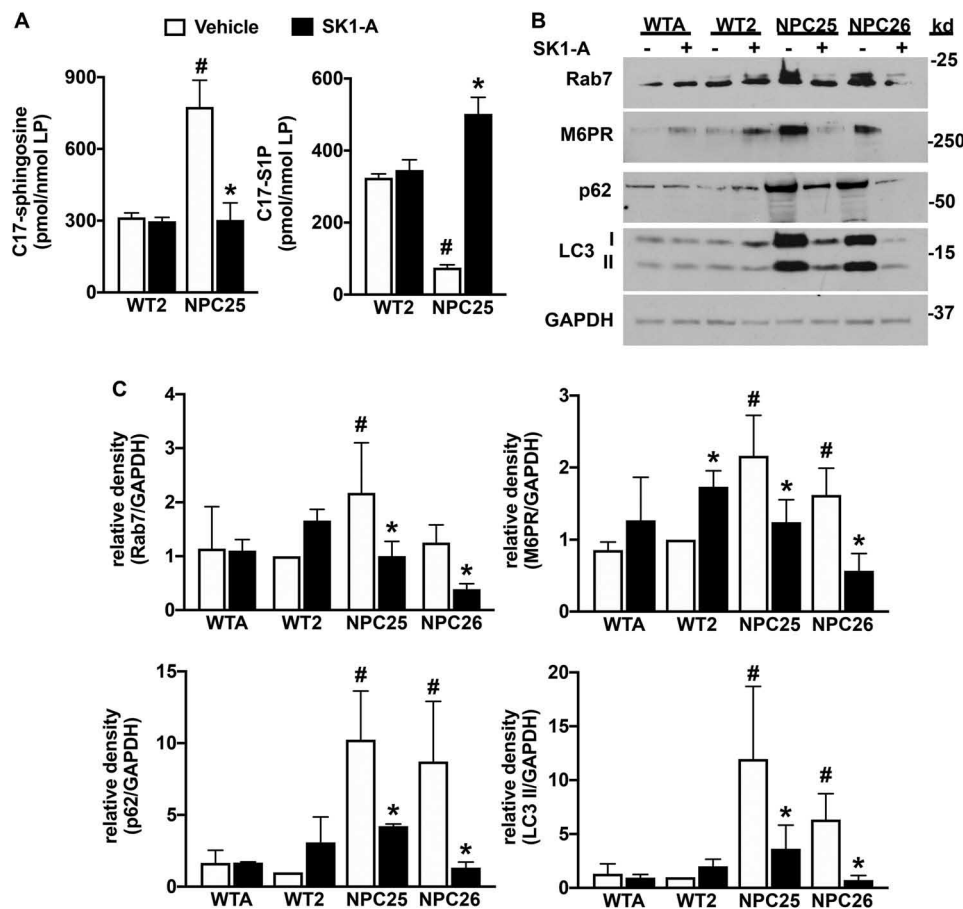 A
Vehicle
SK1-A
C17-sphingosine
(pmol/nmol LP)
900
600
300
0
#
*
WT2 NPC25
C17-S1P
(pmol/nmol LP)
600
400
200
0
#
*
WT2 NPC25
B
WTA WT2 NPC25 NPC26 kd
SK1-A - + - + - + - +
Rab7 -25
M6PR -250
p62 -50
LC3 I
II -15
GAPDH -37
C
relative density
(Rab7/GAPDH)
4
3
2
1
0
#
*
*
WTA WT2 NPC25 NPC26
relative density
(M6PR/GAPDH)
3
2
1
0
*
#
*
#
*
WTA WT2 NPC25 NPC26
relative density
(p62/GAPDH)
15
10
5
0
#
*
#
*
WTA WT2 NPC25 NPC26
relative density
(LC3 II/GAPDH)
20
15
10
5
0
#
*
#
*
WTA WT2 NPC25 NPC26